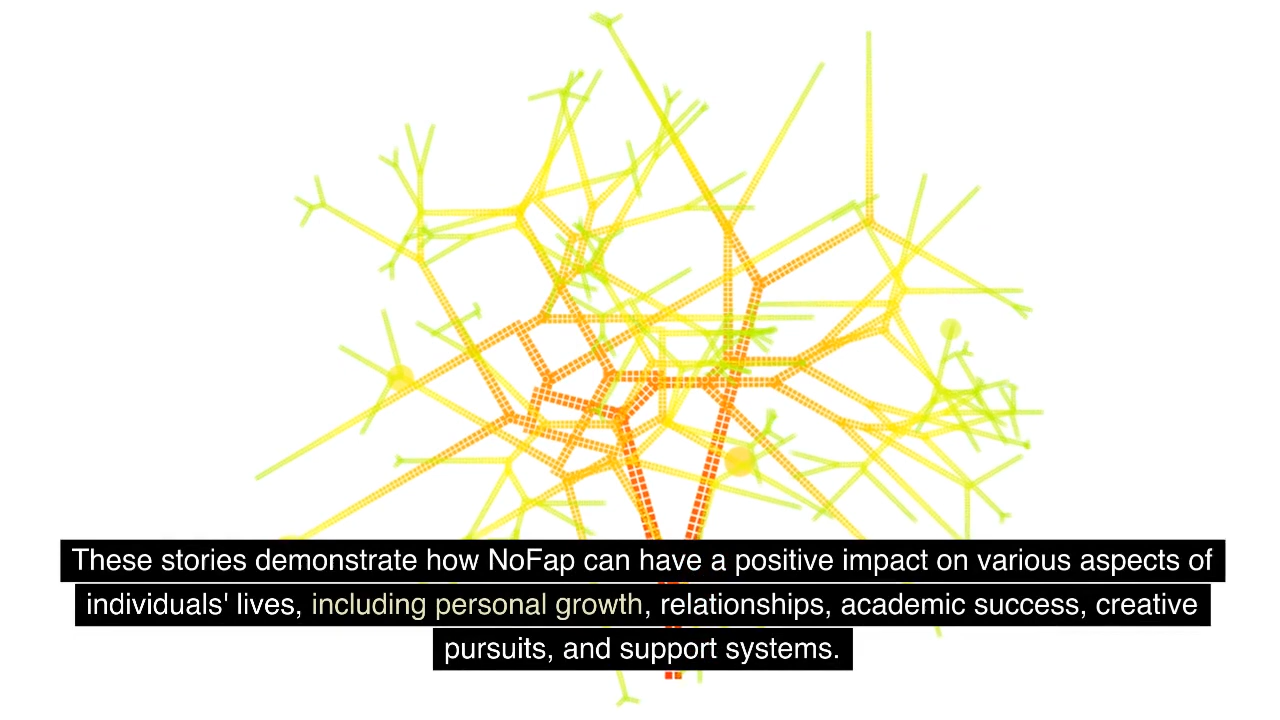 These stories demonstrate how NoFap can have a positive impact on various aspects of
individuals' lives, including personal growth, relationships, academic success, creative
pursuits, and support systems.